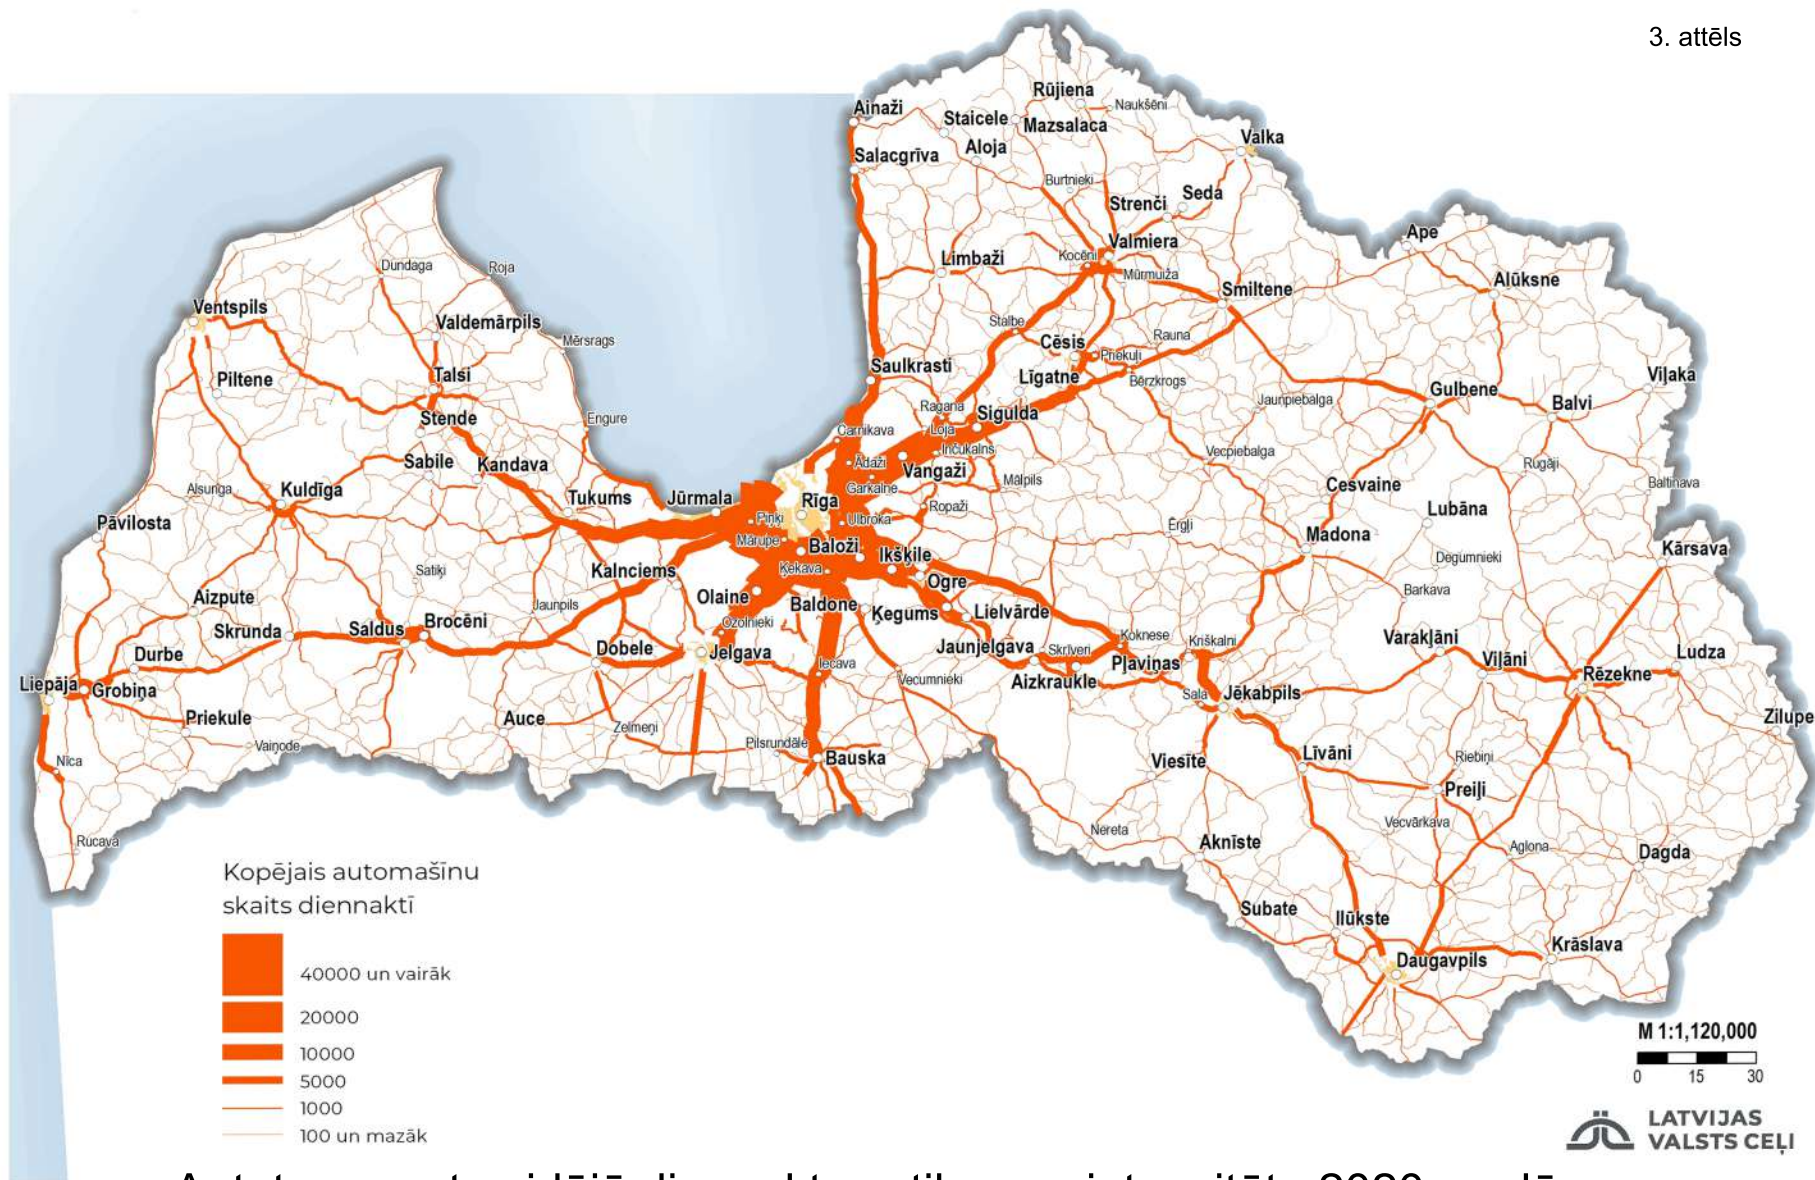 3. attēls
Ainaži
Rūjiena
Naukšēni
Staicele
Mazsalaca
Valka
Aloja
Salacgrīva
Burtnieki
Seda
Strenči
Ape
Valmiera
Limbaži
Kocēni
Mūrmuiža
Dundaga
Roja
Alūksne
Smiltene
Ventspils
Valdemārpils
Stalbe
Rauna
Mērsrags
Cēsis
Priekuļi
Saulkrasti
Līgatne
Bērzkrogs
Talsi
Piltene
Viļaka
Gulbene
Jaunpiebalga
Balvi
Ragana
Sigulda
Stende
Engure
Carnikava
Loja
Inčukalns
Vecpiebalga
Sabile
Kandava
Ādaži
Vangaži
Rugāji
Mālpils
Baltinava
Garkalne
Cesvaine
Alsunga
Kuldīga
Tukums
Jūrmala
Rīga
Ropaži
Lubāna
Pāvilosta
Piņķi
Ulbroka
Ērgļi
Mārupe
Baloži
Ikšķile
Madona
Kārsava
Degumnieki
Satiķi
Kalnciems
Ķekava
Ogre
Barkava
Aizpute
Jaunpils
Olaine
Baldone
Ķegums
Lielvārde
Skrunda
Saldus
Brocēni
Ozolnieki
Koknese
Krišķalni
Varakļāni
Durbe
Dobele
Jelgava
Jaunjelgava
Skrīveri
Pļaviņas
Viļāni
Ludza
Iecava
Vecumnieki
Aizkraukle
Rēzekne
Liepāja
Grobiņa
Sala
Jēkabpils
Priekule
Auce
Zelmeņi
Zilupe
Vaiņode
Pilsrundāle
Bauska
Viesīte
Līvāni
Riebiņi
Nīca
Preiļi
Vecvārkava
Nereta
Rucava
Aknīste
Aglona
Dagda
Kopējais automašīnu
skaits diennaktī
Subate
Ilūkste
Krāslava
Daugavpils
40000 un vairāk
20000
10000
5000
1000
100 un mazāk
M 1:1,120,000
0 15 30
LATVIJAS
VALSTS CEĻI